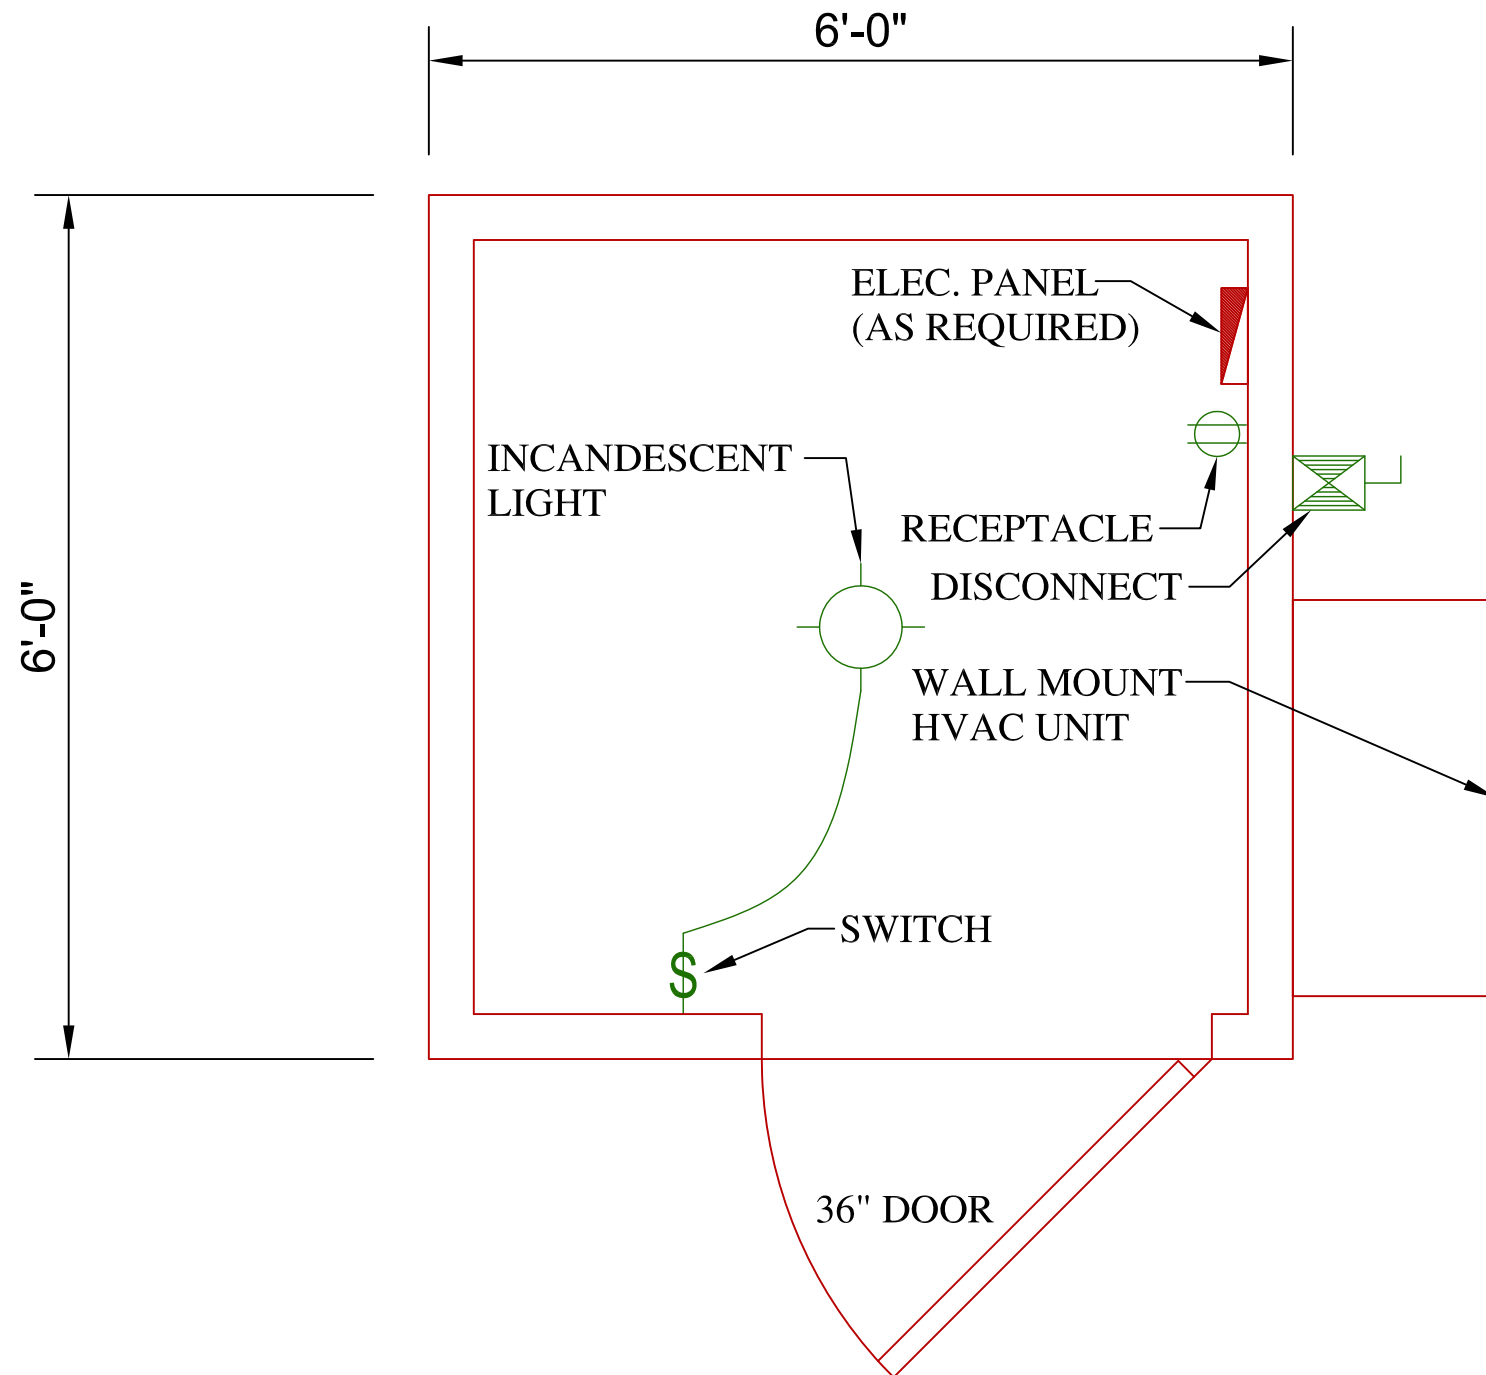 6'-0"
ELEC. PANEL
(AS REQUIRED)
INCANDESCENT
LIGHT
RECEPTACLE
DISCONNECT
6'-0"
WALL MOUNT
HVAC UNIT
SWITCH
$
36" DOOR